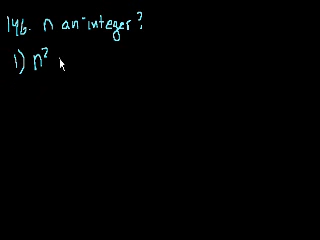 146. n an integer?
1) n²